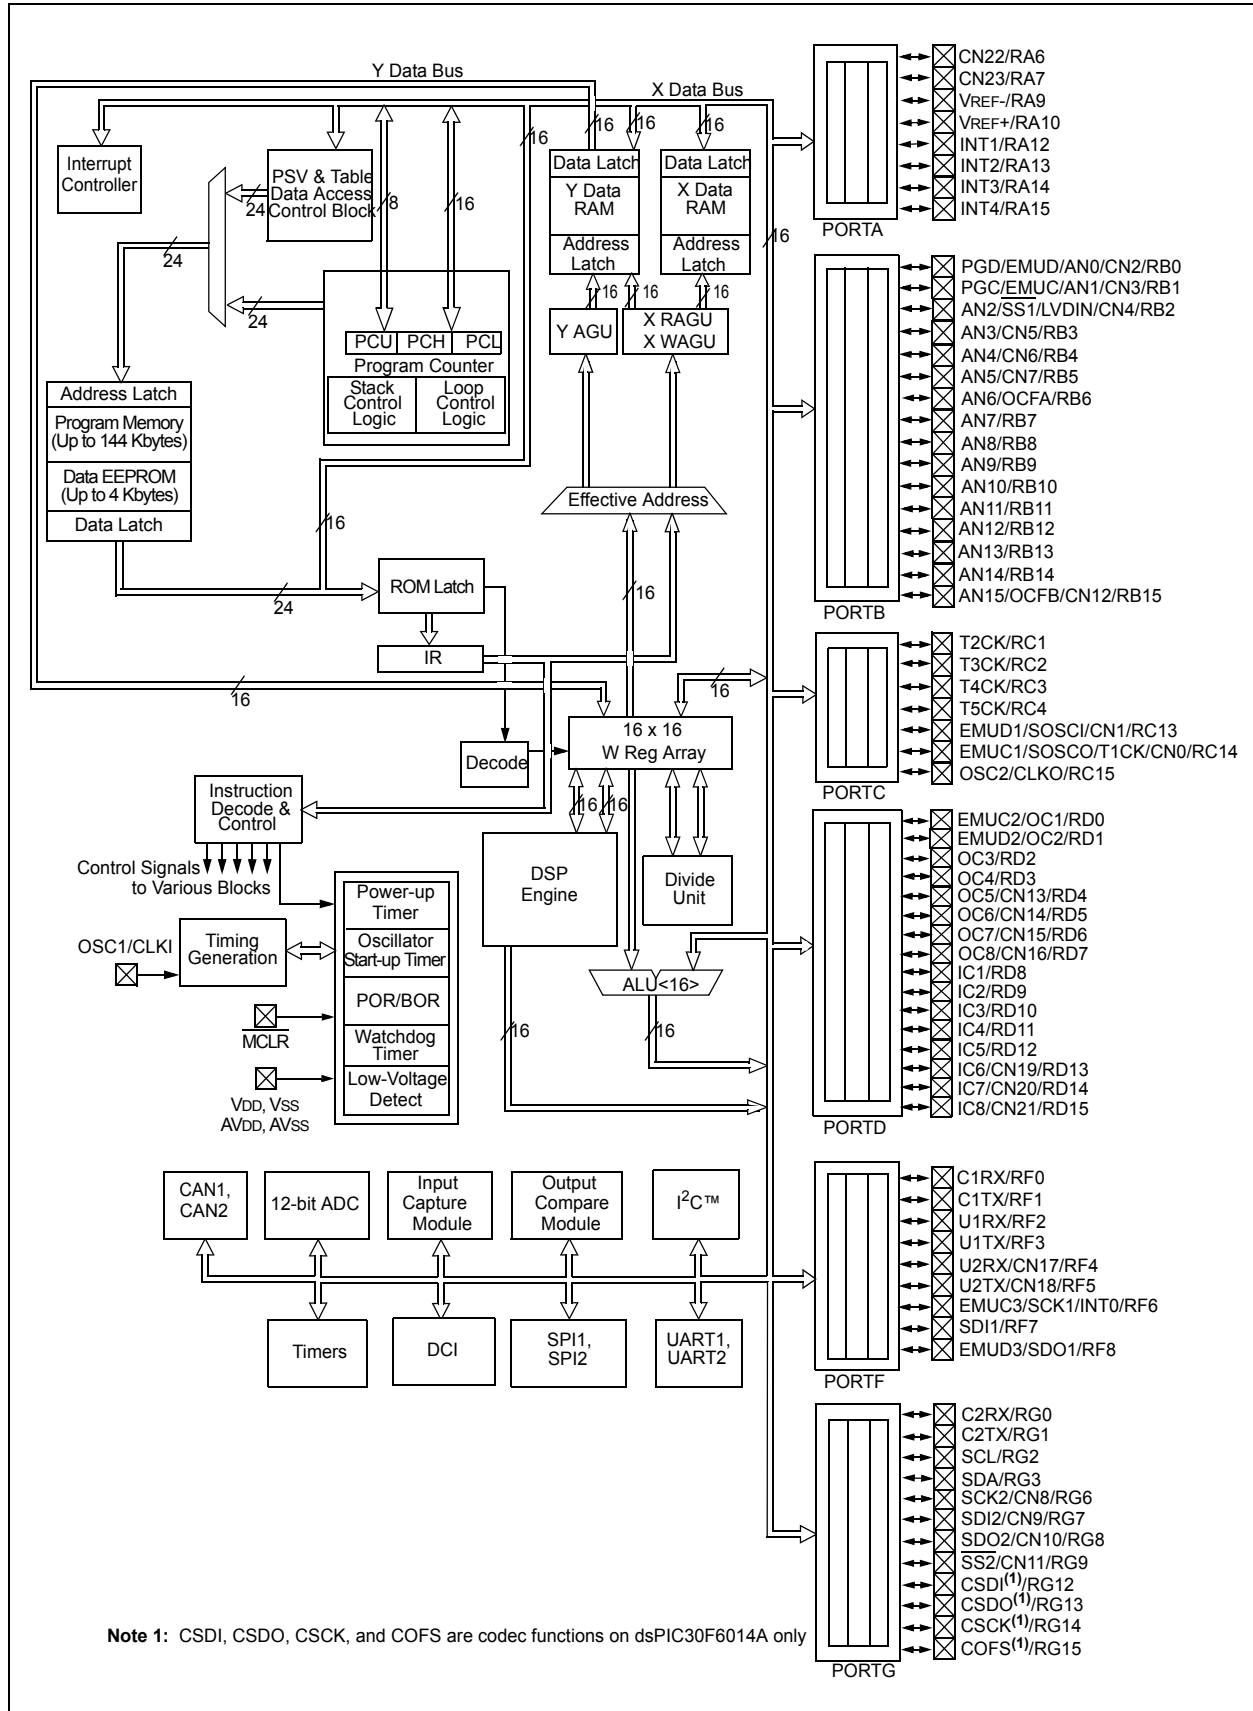 Y Data Bus
X Data Bus
Interrupt
Controller
PSV & Table
Data Access
Control Block
24
8
16
16
16
16
16
16
Data Latch
Y Data
RAM
Address
Latch
Data Latch
X Data
RAM
Address
Latch
24
24
16
16
16
Y AGU
X RAGU
X WAGU
PCU PCH PCL
Program Counter
Stack
Control
Logic
Loop
Control
Logic
Address Latch
Program Memory
(Up to 144 Kbytes)
Data EEPROM
(Up to 4 Kbytes)
Data Latch
Effective Address
16
24
ROM Latch
16
IR
16
16
16 x 16
W Reg Array
Decode
Instruction
Decode &
Control
16
16
Control Signals
to Various Blocks
DSP
Engine
Divide
Unit
Power-up
Timer
Oscillator
Start-up Timer
POR/BOR
Watchdog
Timer
Low-Voltage
Detect
OSC1/CLKI
Timing
Generation
MCLR
VDD, VSS
AVDD, AVSS
ALU<16>
16
16
CAN1,
CAN2
12-bit ADC
Input
Capture
Module
Output
Compare
Module
I²C™
Timers
DCI
SPI1,
SPI2
UART1,
UART2
CN22/RA6
CN23/RA7
VREF-/RA9
VREF+/RA10
INT1/RA12
INT2/RA13
INT3/RA14
INT4/RA15
PORTA
PGD/EMUD/AN0/CN2/RB0
PGC/EMUC/AN1/CN3/RB1
AN2/SS1/LVDIN/CN4/RB2
AN3/CN5/RB3
AN4/CN6/RB4
AN5/CN7/RB5
AN6/OCFA/RB6
AN7/RB7
AN8/RB8
AN9/RB9
AN10/RB10
AN11/RB11
AN12/RB12
AN13/RB13
AN14/RB14
AN15/OCFB/CN12/RB15
PORTB
T2CK/RC1
T3CK/RC2
T4CK/RC3
T5CK/RC4
EMUD1/SOSCI/CN1/RC13
EMUC1/SOSCO/T1CK/CN0/RC14
OSC2/CLKO/RC15
PORTC
EMUC2/OC1/RD0
EMUD2/OC2/RD1
OC3/RD2
OC4/RD3
OC5/CN13/RD4
OC6/CN14/RD5
OC7/CN15/RD6
OC8/CN16/RD7
IC1/RD8
IC2/RD9
IC3/RD10
IC4/RD11
IC5/RD12
IC6/CN19/RD13
IC7/CN20/RD14
IC8/CN21/RD15
PORTD
C1RX/RF0
C1TX/RF1
U1RX/RF2
U1TX/RF3
U2RX/CN17/RF4
U2TX/CN18/RF5
EMUC3/SCK1/INT0/RF6
SDI1/RF7
EMUD3/SDO1/RF8
PORTF
C2RX/RG0
C2TX/RG1
SCL/RG2
SDA/RG3
SCK2/CN8/RG6
SDI2/CN9/RG7
SDO2/CN10/RG8
SS2/CN11/RG9
CSDI(1)/RG12
CSDO(1)/RG13
CSCK(1)/RG14
COFS(1)/RG15
PORTG
Note 1: CSDI, CSDO, CSCK, and COFS are codec functions on dsPIC30F6014A only